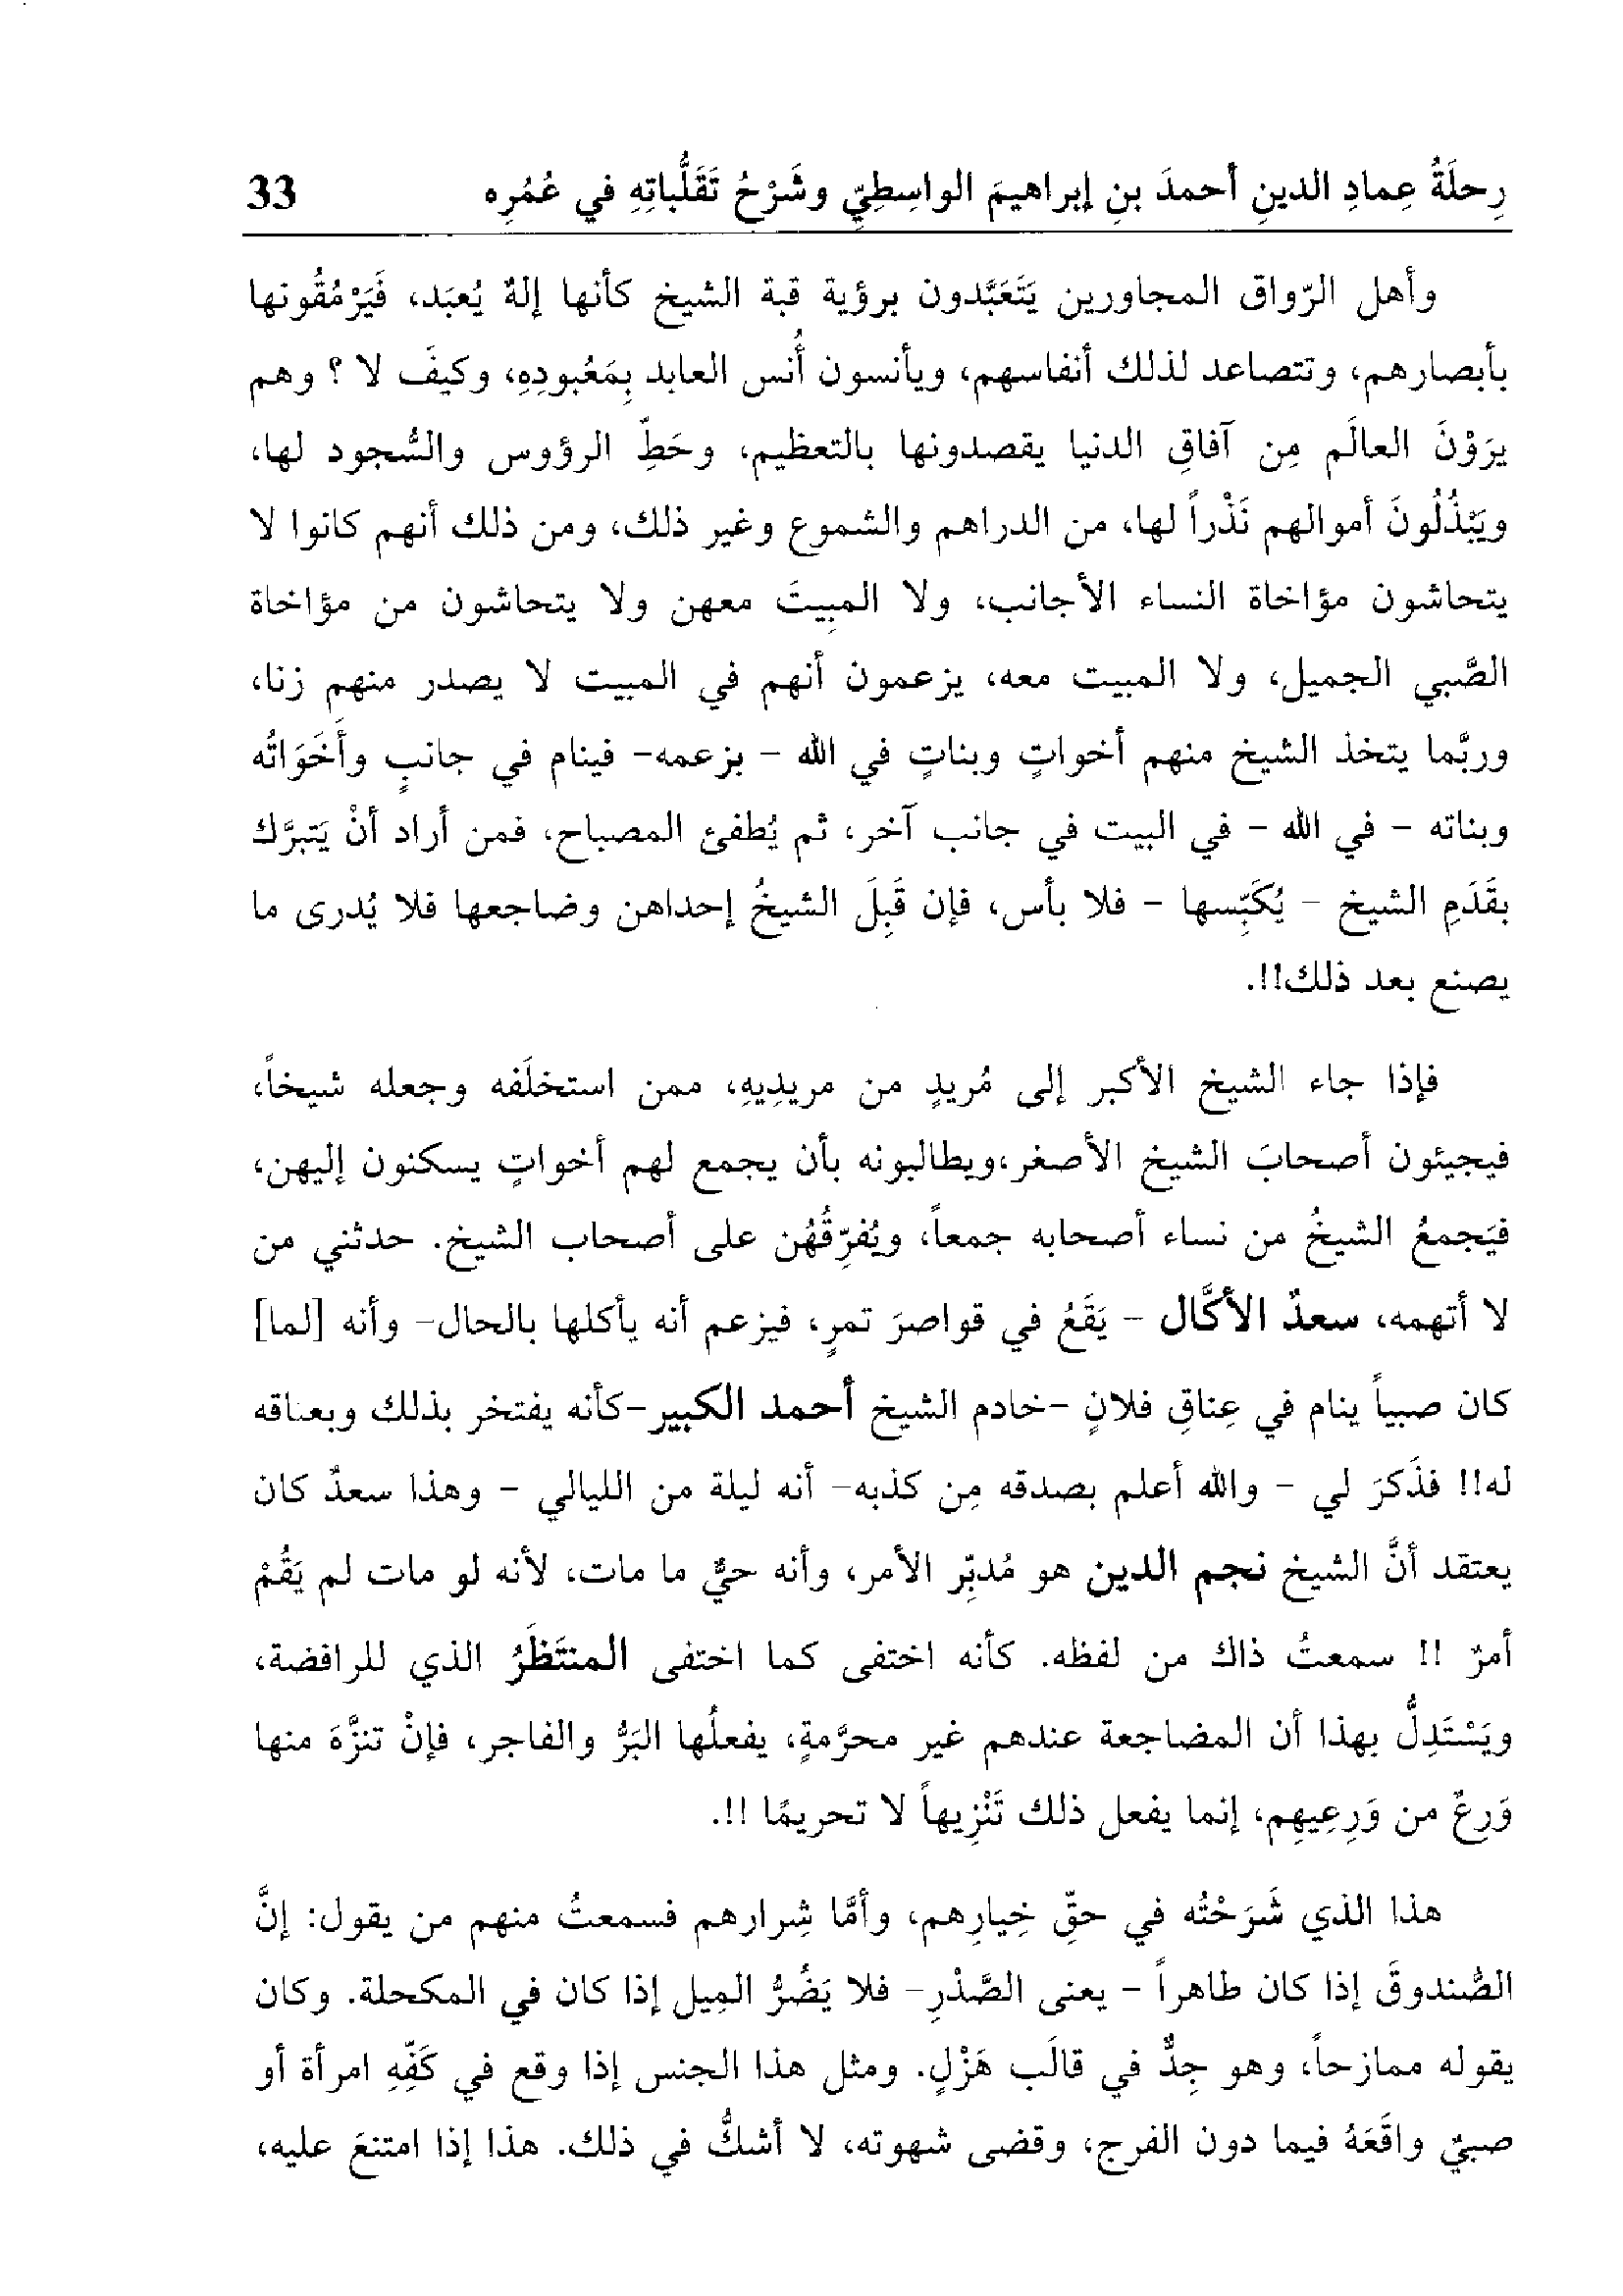 رِحلَةُ عِمادِ الدينِ أحمدَ بنِ إبراهيمَ الواسِطِيِّ وشَرْحُ تَقَلُّباتِهِ في عُمُرِه 33
وأهل الرّواق المجاورين يَتَعَبَّدون برؤية قبة الشيخ كأنها إلهٌ يُعبَد، فَيَرْمُقُونها
بأبصارهم، وتتصاعد لذلك أنفاسهم، ويأنسون أُنس العابد بِمَعْبودِهِ، وكيفَ لا ؟ وهم
يرَوْنَ العالَم مِن آفاقِ الدنيا يقصدونها بالتعظيم، وحَطِّ الرؤوس والسُّجود لها،
ويَبْذُلُونَ أموالهم نَذْراً لها، من الدراهم والشموع وغير ذلك، ومن ذلك أنهم كانوا لا
يتحاشون مؤاخاة النساء الأجانب، ولا المبِيتَ معهن ولا يتحاشون من مؤاخاة
الصَّبي الجميل، ولا المبيت معه، يزعمون أنهم في المبيت لا يصدر منهم زنا،
وربَّما يتخذ الشيخ منهم أخواتٍ وبناتٍ في الله - بزعمه- فينام في جانبٍ وأَخَوَاتُه
وبناته - في الله - في البيت في جانب آخر، ثم يُطفئ المصباح، فمن أراد أنْ يَتبرَّك
بقَدَمِ الشيخ - يُكَبِّسها - فلا بأس، فإن قَبِلَ الشيخُ إحداهن وضاجعها فلا يُدرى ما
يصنع بعد ذلك!!.
فإذا جاء الشيخ الأكبر إلى مُريدٍ من مريدِيهِ، ممن استخلَفه وجعله شيخاً،
فيجيئون أصحابَ الشيخ الأصغر،ويطالبونه بأن يجمع لهم أخواتٍ يسكنون إليهن،
فيَجمعُ الشيخُ من نساء أصحابه جمعاً، ويُفرِّقُهُن على أصحاب الشيخ. حدثني من
لا أتهمه، سعدٌ الأكَّال - يَقَعُ في قواصرَ تمرٍ، فيزعم أنه يأكلها بالحال- وأنه [لما]
كان صبياً ينام في عِناقِ فلانٍ -خادم الشيخ أحمد الكبير-كأنه يفتخر بذلك وبعناقه
له!! فذَكرَ لي - والله أعلم بصدقه مِن كذبه- أنه ليلة من الليالي - وهذا سعدٌ كان
يعتقد أنَّ الشيخ نجم الدين هو مُدبِّر الأمر، وأنه حيٌّ ما مات، لأنه لو مات لم يَقُمْ
أمرٌ !! سمعتُ ذاك من لفظه. كأنه اختفى كما اختفى المنتَظَرُ الذي للرافضة،
ويَسْتَدِلُّ بهذا أن المضاجعة عندهم غير محرَّمةٍ، يفعلُها البَرُّ والفاجر، فإنْ تنزَّهَ منها
وَرِعٌ من وَرِعِيهِم، إنما يفعل ذلك تَنْزِيهاً لا تحريمًا !!.
هذا الذي شَرَحْتُه في حقِّ خِيارِهم، وأمَّا شِرارهم فسمعتُ منهم من يقول: إنَّ
الصُّندوقَ إذا كان طاهراً - يعنى الصَّدْرِ- فلا يَضُرُّ المِيل إذا كان في المكحلة. وكان
يقوله ممازحاً، وهو جِدٌّ في قالَب هَزْلٍ. ومثل هذا الجنس إذا وقع في كَفِّهِ امرأة أو
صبيٌ واقَعَهُ فيما دون الفرج، وقضى شهوته، لا أشكُّ في ذلك. هذا إذا امتنعَ عليه،